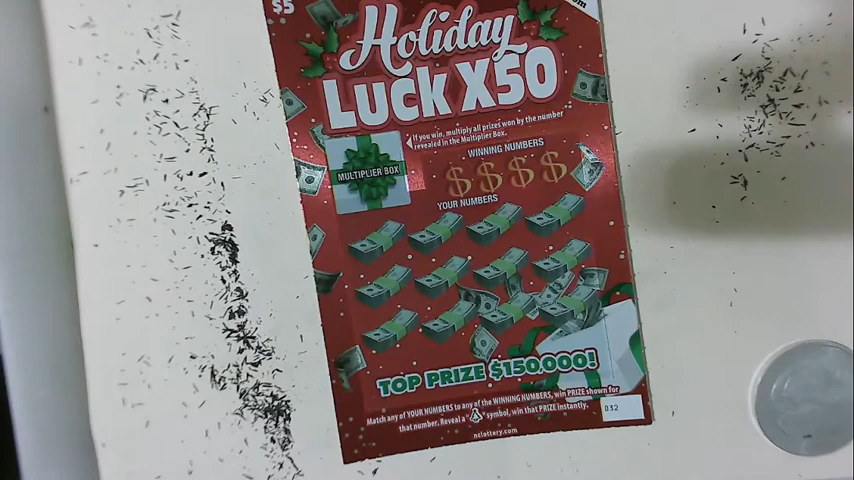 $5
Holiday
LUCK X50
If you win, multiply all prizes won by the number
revealed in the Multiplier Box.
MULTIPLIER BOX
WINNING NUMBERS
$ $ $ $
YOUR NUMBERS
TOP PRIZE $150,000!
Match any of YOUR NUMBERS to any of the WINNING NUMBERS, win PRIZE shown for
that number. Reveal a symbol, win that PRIZE instantly.
032
nclottery.com